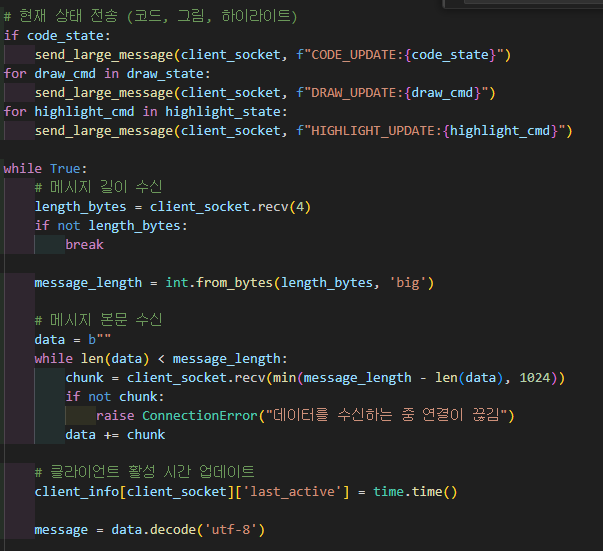 # 현재 상태 전송 (코드, 그림, 하이라이트)
if code_state:
    send_large_message(client_socket, f"CODE_UPDATE:{code_state}")
for draw_cmd in draw_state:
    send_large_message(client_socket, f"DRAW_UPDATE:{draw_cmd}")
for highlight_cmd in highlight_state:
    send_large_message(client_socket, f"HIGHLIGHT_UPDATE:{highlight_cmd}")

while True:
    # 메시지 길이 수신
    length_bytes = client_socket.recv(4)
    if not length_bytes:
        break

    message_length = int.from_bytes(length_bytes, 'big')

    # 메시지 본문 수신
    data = b""
    while len(data) < message_length:
        chunk = client_socket.recv(min(message_length - len(data), 1024))
        if not chunk:
            raise ConnectionError("데이터를 수신하는 중 연결이 끊김")
        data += chunk

    # 클라이언트 활성 시간 업데이트
    client_info[client_socket]['last_active'] = time.time()

    message = data.decode('utf-8')